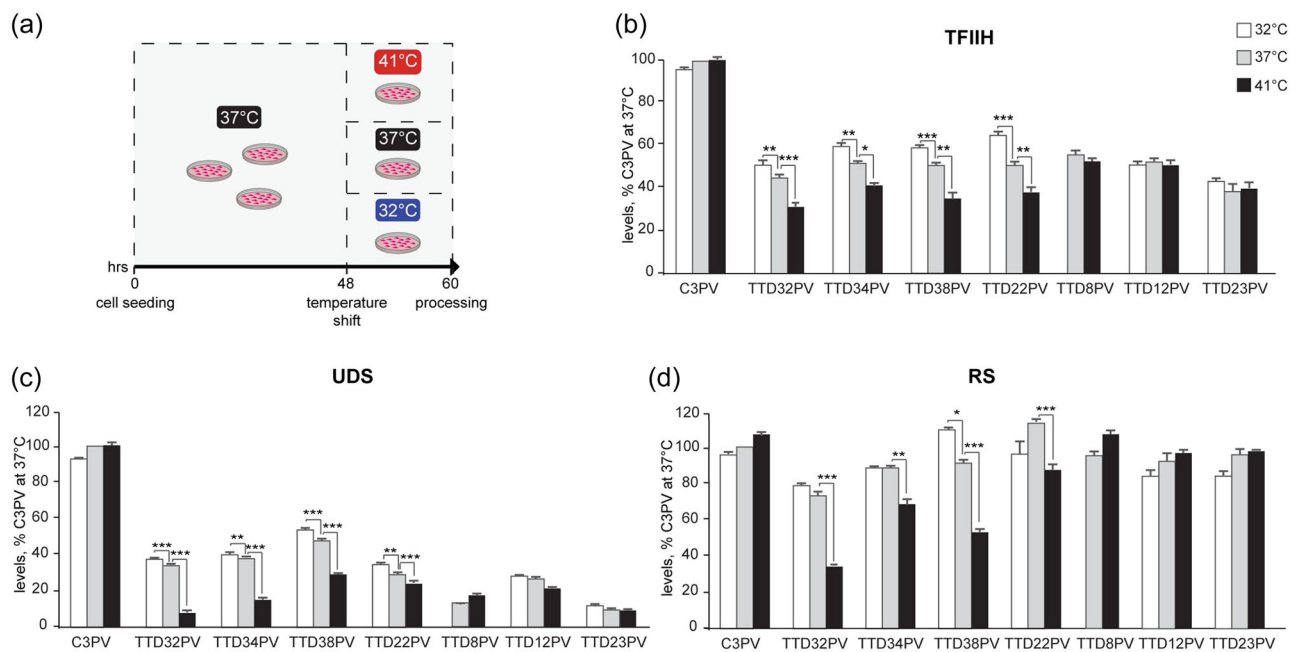 (a)
41°C
37°C
37°C
32°C
hrs
0
48
60
cell seeding
temperature
shift
processing
(b)
TFIIH
32°C
37°C
41°C
levels, % C3PV at 37°C
100
80
60
40
20
0
** ***
** *
*** **
*** **
C3PV TTD32PV TTD34PV TTD38PV TTD22PV TTD8PV TTD12PV TTD23PV
(c)
UDS
levels, % C3PV at 37°C
120
100
80
60
40
20
0
*** ***
** ***
*** ***
** ***
C3PV TTD32PV TTD34PV TTD38PV TTD22PV TTD8PV TTD12PV TTD23PV
(d)
RS
levels, % C3PV at 37°C
120
100
80
60
80
20
0
***
**
* ***
***
C3PV TTD32PV TTD34PV TTD38PV TTD22PV TTD8PV TTD12PV TTD23PV